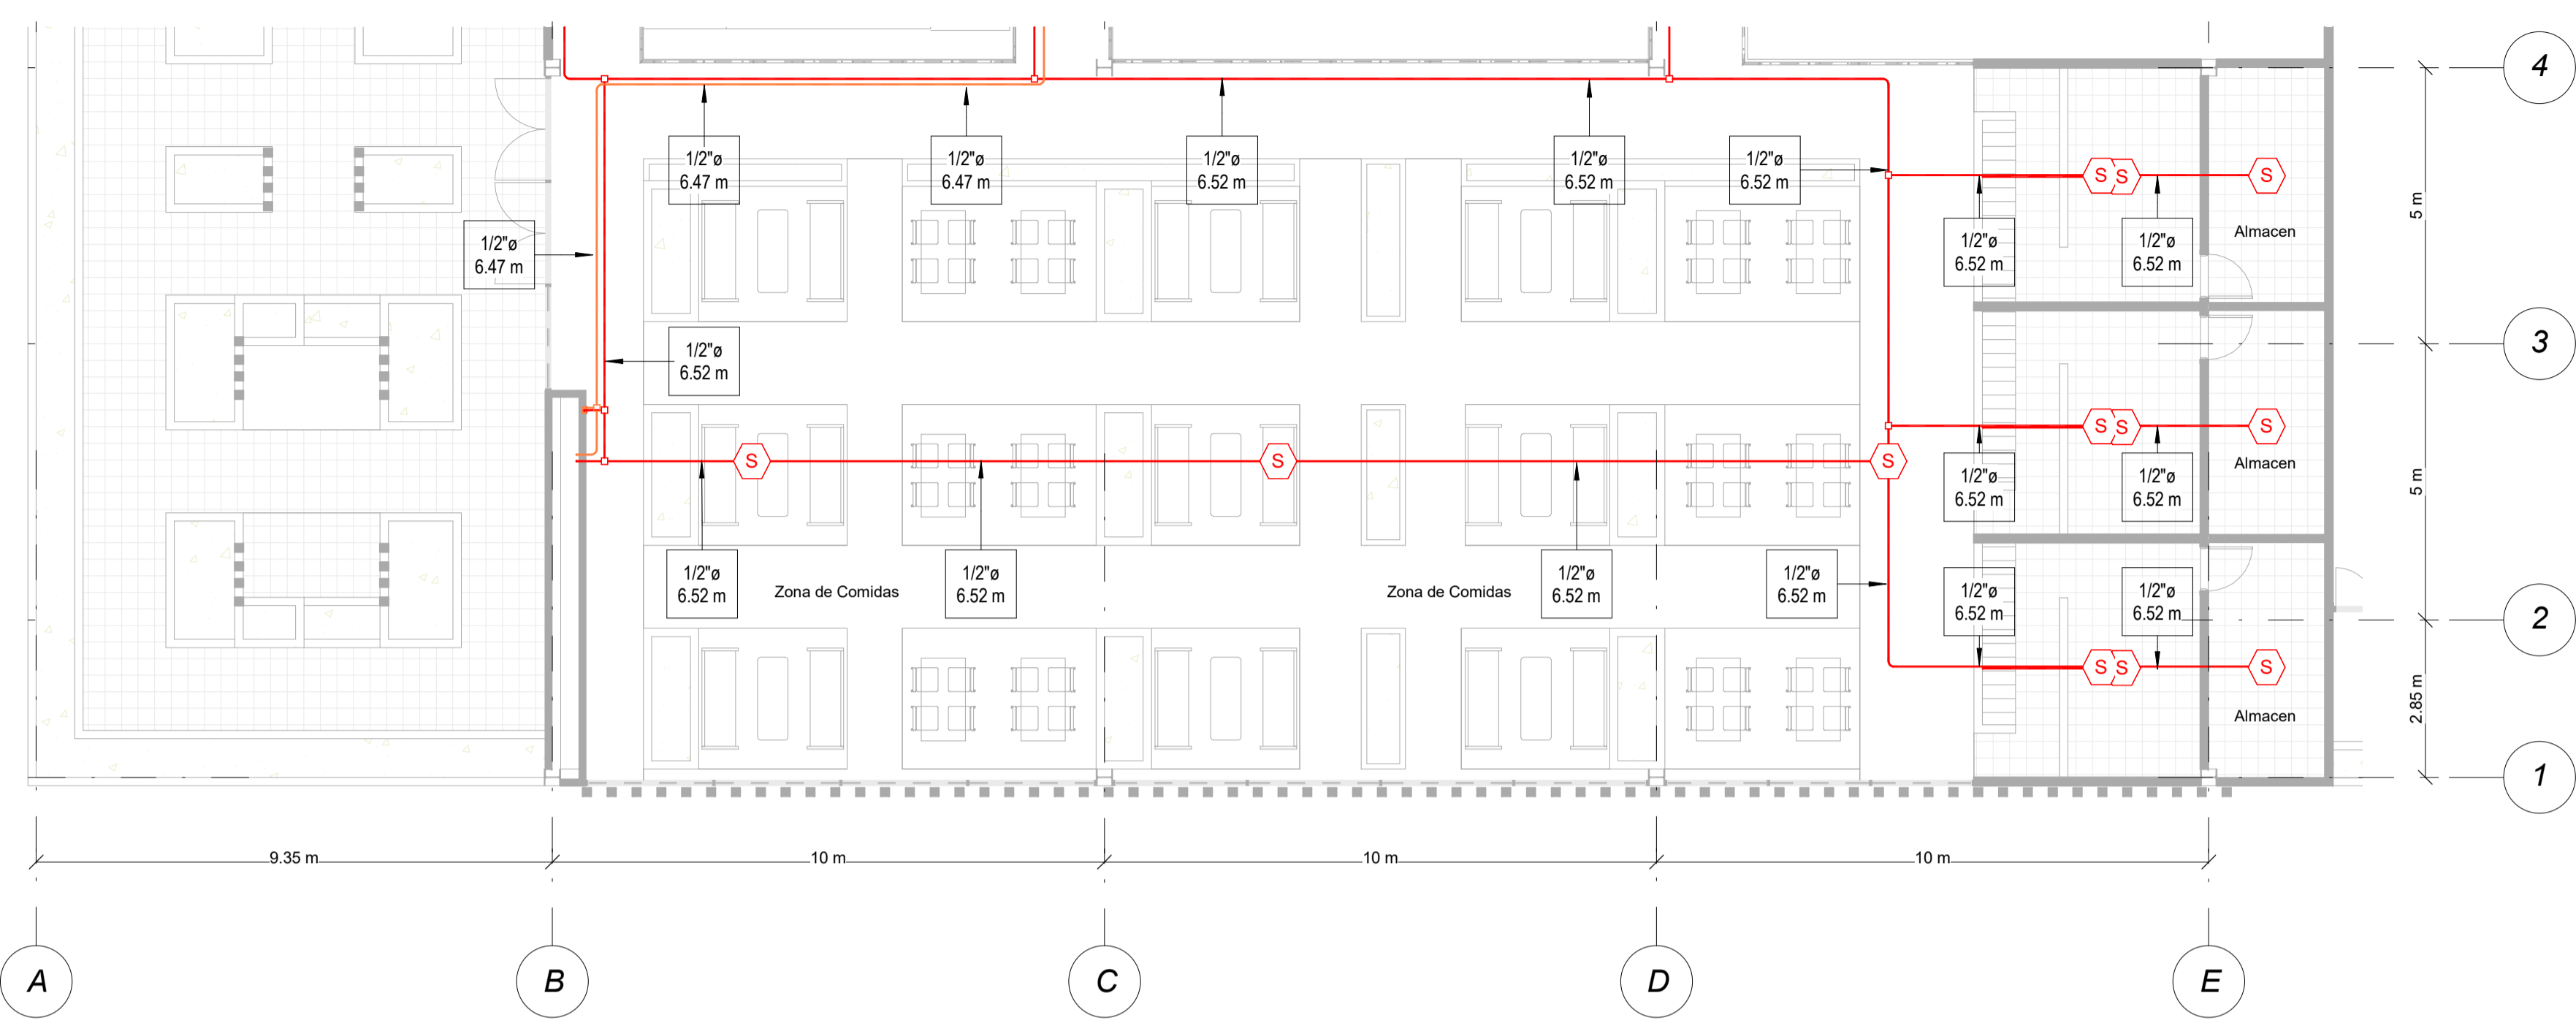 4
1/2"ø
6.47 m
1/2"ø
6.47 m
1/2"ø
6.52 m
1/2"ø
6.52 m
1/2"ø
6.52 m
S
S
S
5 m
1/2"ø
6.47 m
1/2"ø
6.52 m
1/2"ø
6.52 m
Almacen
1/2"ø
6.52 m
3
S
S
S
S
S
S
1/2"ø
6.52 m
1/2"ø
6.52 m
Almacen
5 m
1/2"ø
6.52 m
Zona de Comidas
1/2"ø
6.52 m
Zona de Comidas
1/2"ø
6.52 m
1/2"ø
6.52 m
1/2"ø
6.52 m
1/2"ø
6.52 m
2
S
S
S
Almacen
2.85 m
1
9.35 m
10 m
10 m
10 m
A
B
C
D
E